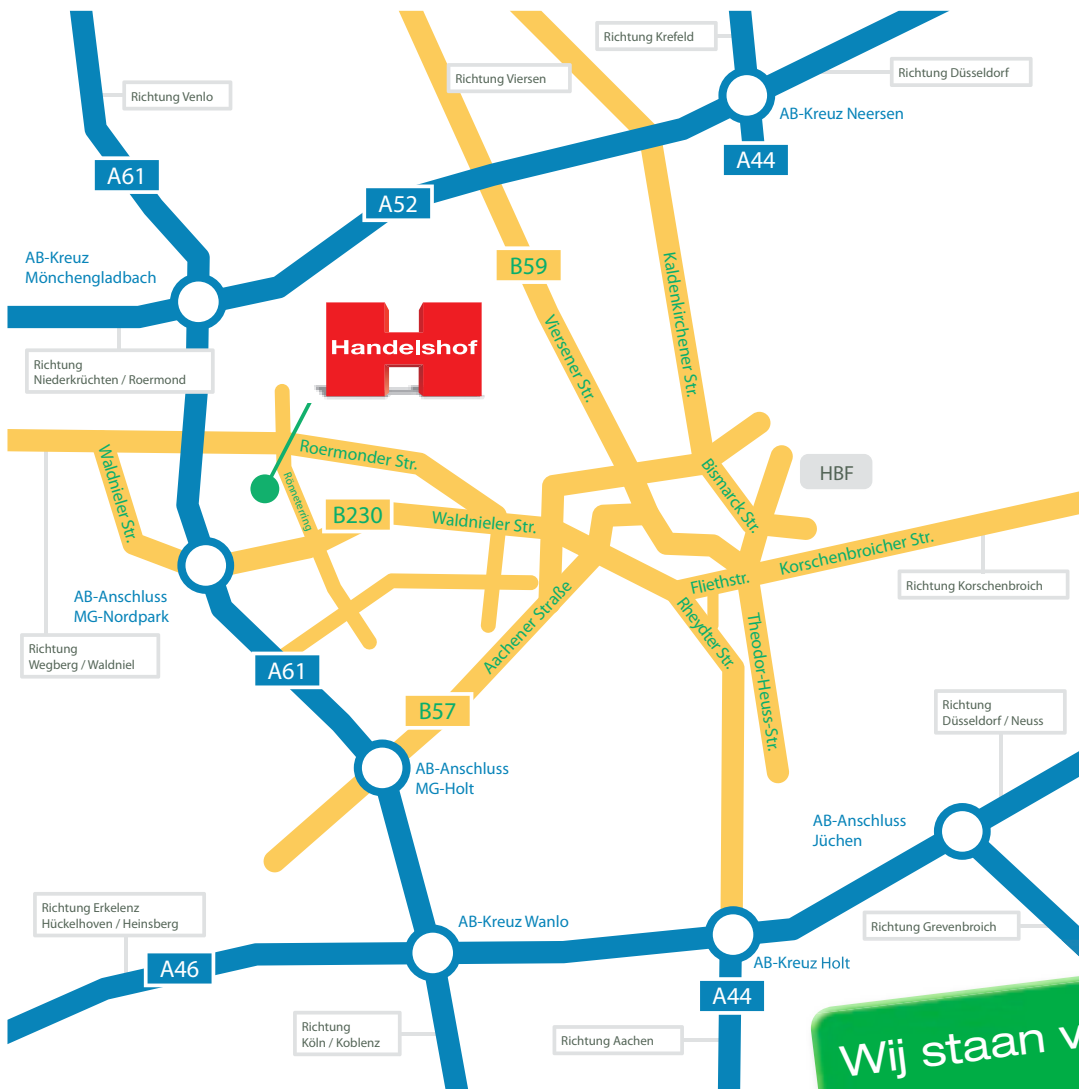 Richtung Krefeld
Richtung Viersen
Richtung Düsseldorf
Richtung Venlo
AB-Kreuz Neersen
A44
A61
A52
AB-Kreuz
Mönchengladbach
B59
Kaldenkirchener Str.
Viersener Str.
Handelshof
Richtung
Niederkrüchten / Roermond
Waldnieler Str.
Roermonder Str.
Rönneterring
Bismarck Str.
HBF
B230
Waldnieler Str.
Korschenbroicher Str.
Fliethstr.
Richtung Korschenbroich
AB-Anschluss
MG-Nordpark
Aachener Straße
Rheydter Str.
Theodor-Heuss-Str.
Richtung
Wegberg / Waldniel
A61
B57
Richtung
Düsseldorf / Neuss
AB-Anschluss
MG-Holt
AB-Anschluss
Jüchen
Richtung Erkelenz
Hückelhoven / Heinsberg
AB-Kreuz Wanlo
Richtung Grevenbroich
A46
AB-Kreuz Holt
A44
Richtung
Köln / Koblenz
Richtung Aachen
Wij staan